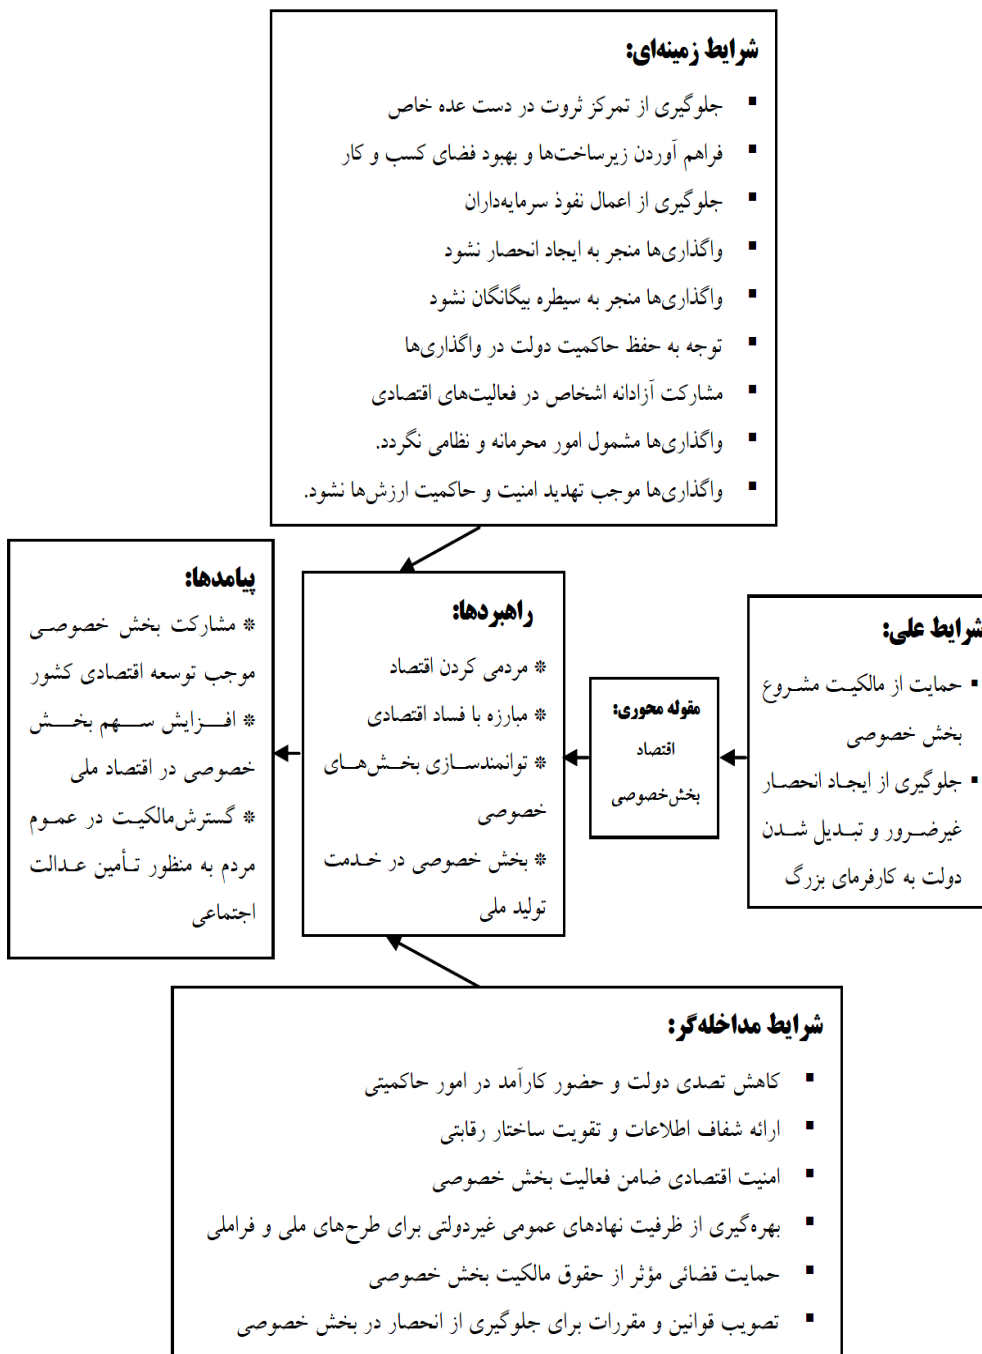 شرایط زمینه‌ای:
▪ جلوگیری از تمرکز ثروت در دست عده خاص
▪ فراهم آوردن زیرساخت‌ها و بهبود فضای کسب و کار
▪ جلوگیری از اعمال نفوذ سرمایه‌داران
▪ واگذاری‌ها منجر به ایجاد انحصار نشود
▪ واگذاری‌ها منجر به سیطره بیگانگان نشود
▪ توجه به حفظ حاکمیت دولت در واگذاری‌ها
▪ مشارکت آزادانه اشخاص در فعالیت‌های اقتصادی
▪ واگذاری‌ها مشمول امور محرمانه و نظامی نگردد.
▪ واگذاری‌ها موجب تهدید امنیت و حاکمیت ارزش‌ها نشود.
شرایط علی:
▪ حمایت از مالکیت مشروع
بخش خصوصی
▪ جلوگیری از ایجاد انحصار
غیرضرور و تبدیل شدن
دولت به کارفرمای بزرگ
مقوله محوری:
اقتصاد
بخش‌خصوصی
راهبردها:
* مردمی کردن اقتصاد
* مبارزه با فساد اقتصادی
* توانمندسازی بخش‌های
خصوصی
* بخش خصوصی در خدمت
تولید ملی
پیامدها:
* مشارکت بخش خصوصی
موجب توسعه اقتصادی کشور
* افزایش سهم بخش
خصوصی در اقتصاد ملی
* گسترش‌مالکیت در عموم
مردم به منظور تأمین عدالت
اجتماعی
شرایط مداخله‌گر:
▪ کاهش تصدی دولت و حضور کارآمد در امور حاکمیتی
▪ ارائه شفاف اطلاعات و تقویت ساختار رقابتی
▪ امنیت اقتصادی ضامن فعالیت بخش خصوصی
▪ بهره‌گیری از ظرفیت نهادهای عمومی غیردولتی برای طرح‌های ملی و فراملی
▪ حمایت قضائی مؤثر از حقوق مالکیت بخش خصوصی
▪ تصویب قوانین و مقررات برای جلوگیری از انحصار در بخش خصوصی